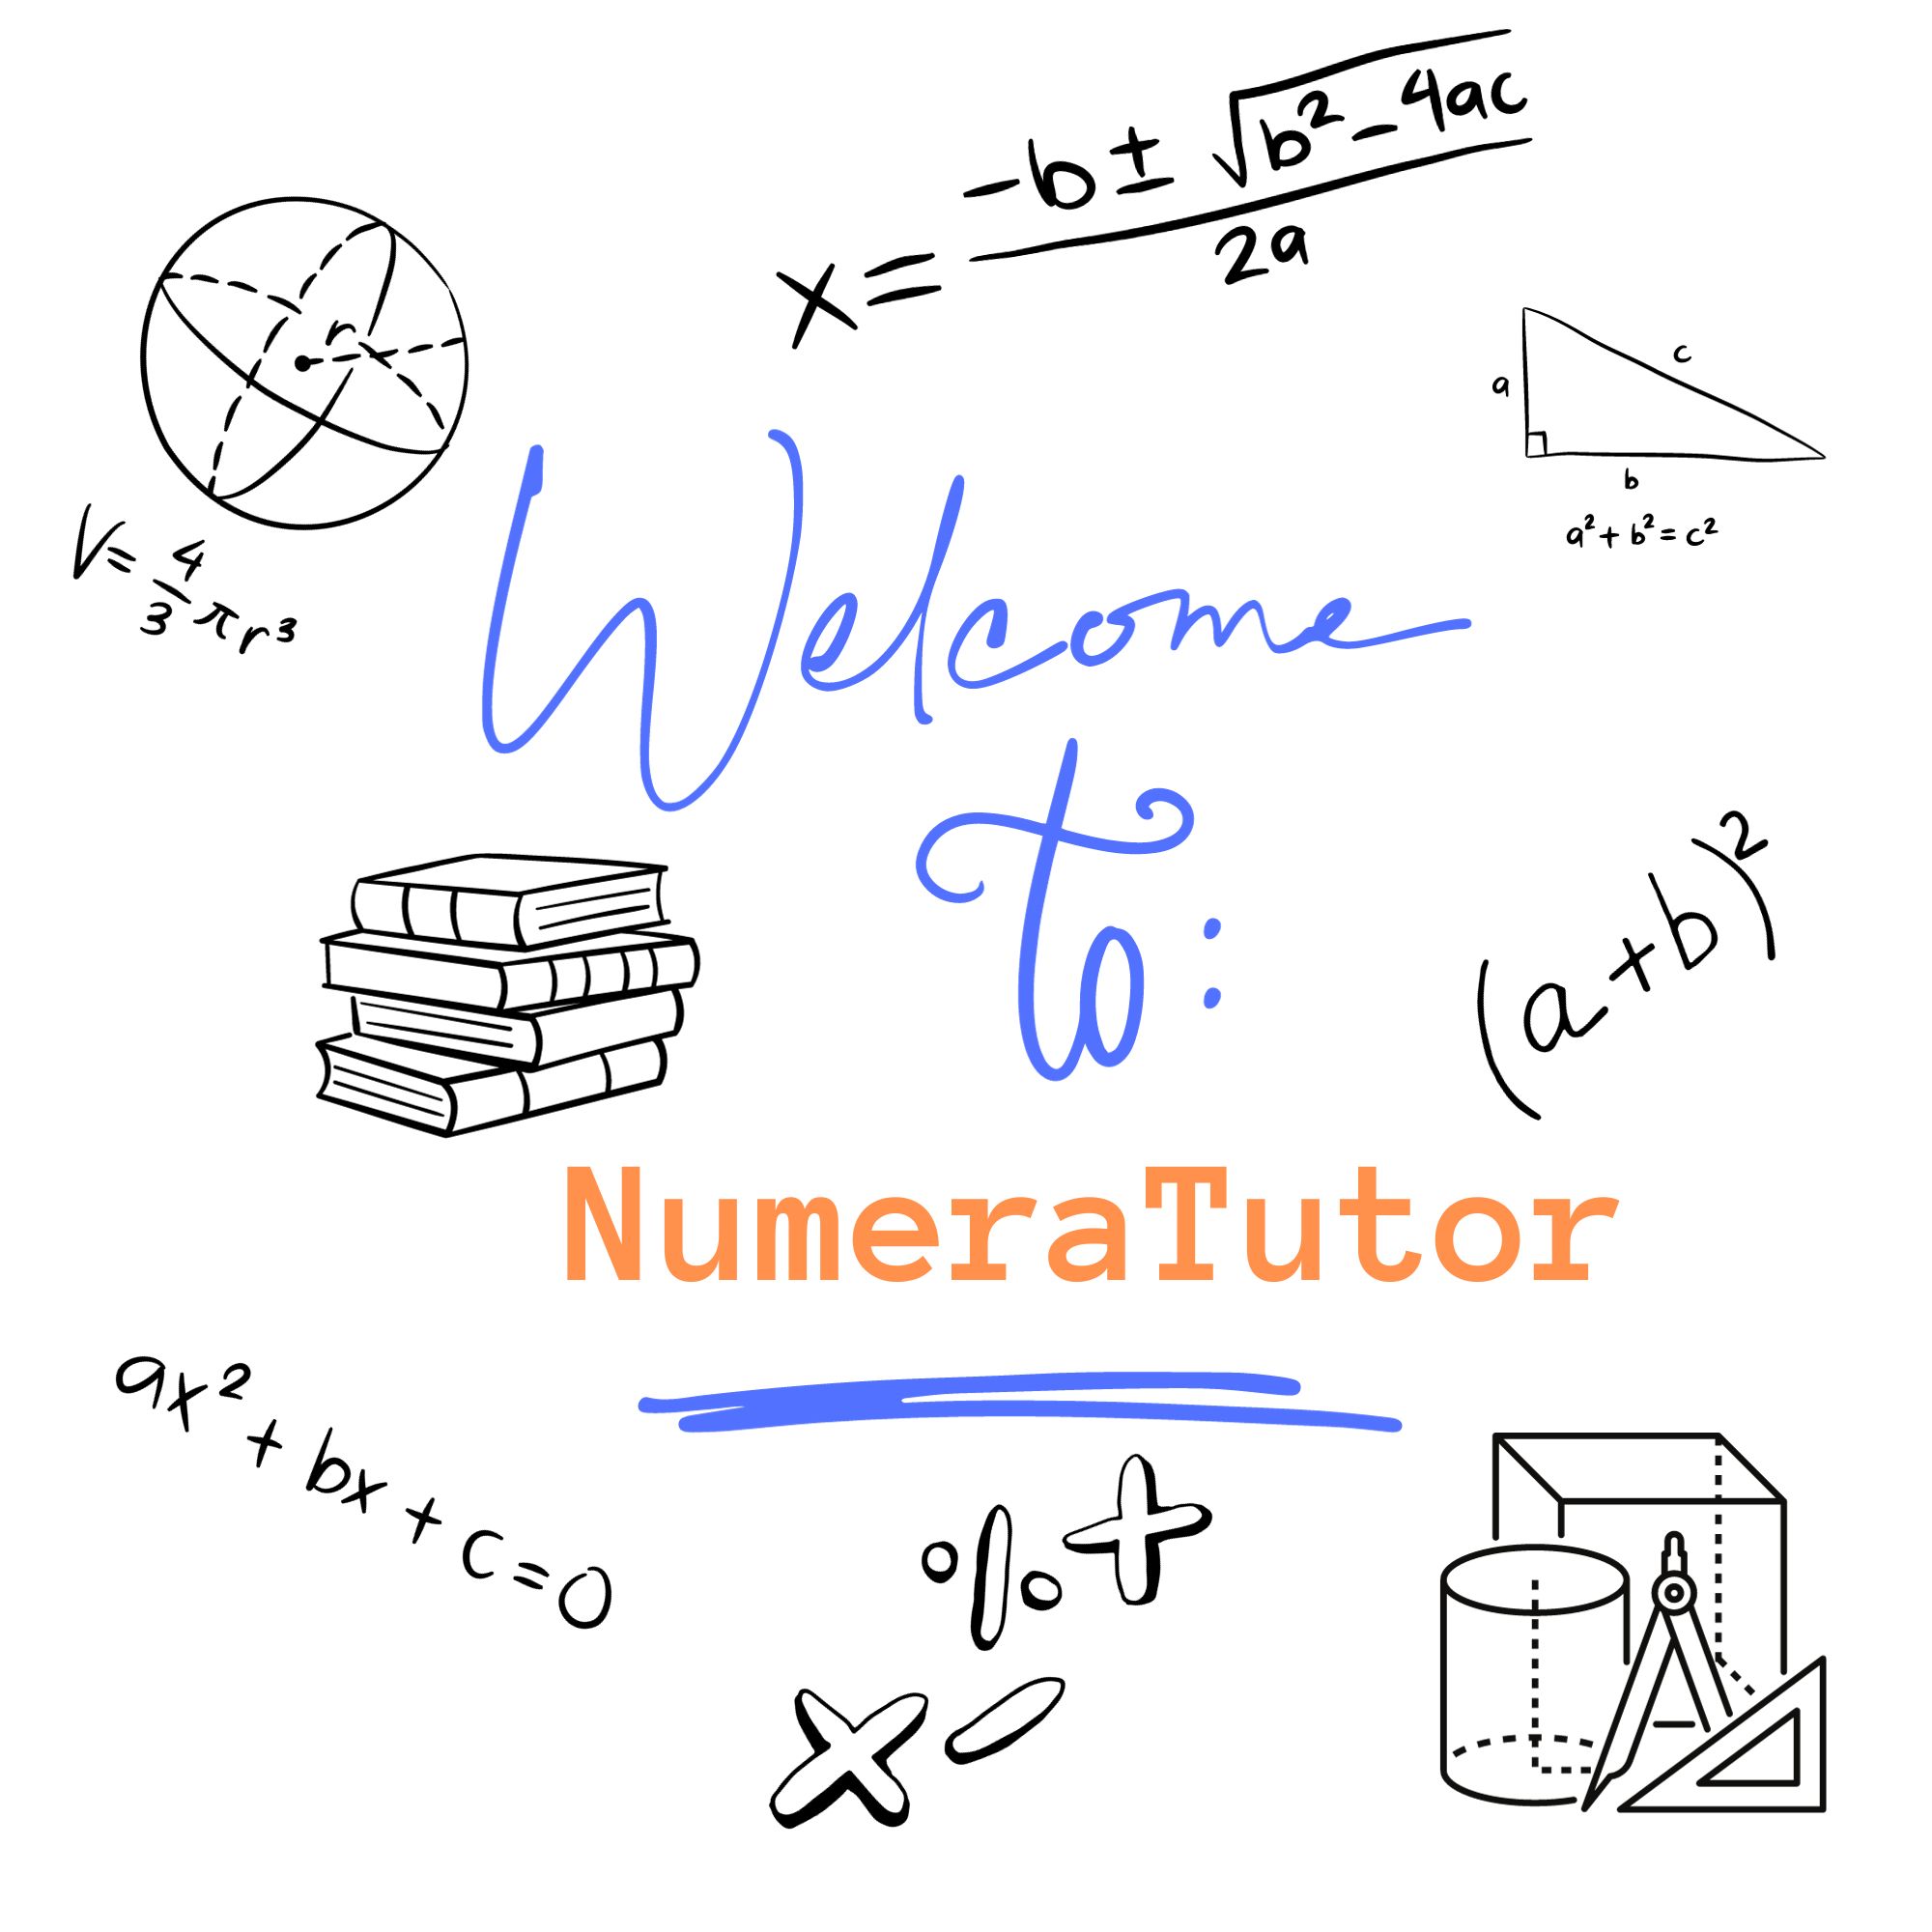 x = -b ± √b² - 4ac / 2a
r
V = 4/3 πr³
a
c
b
a² + b² = c²
Welcome
to:
(a+b)²
NumeraTutor
ax² + bx + c = 0
% +
× -